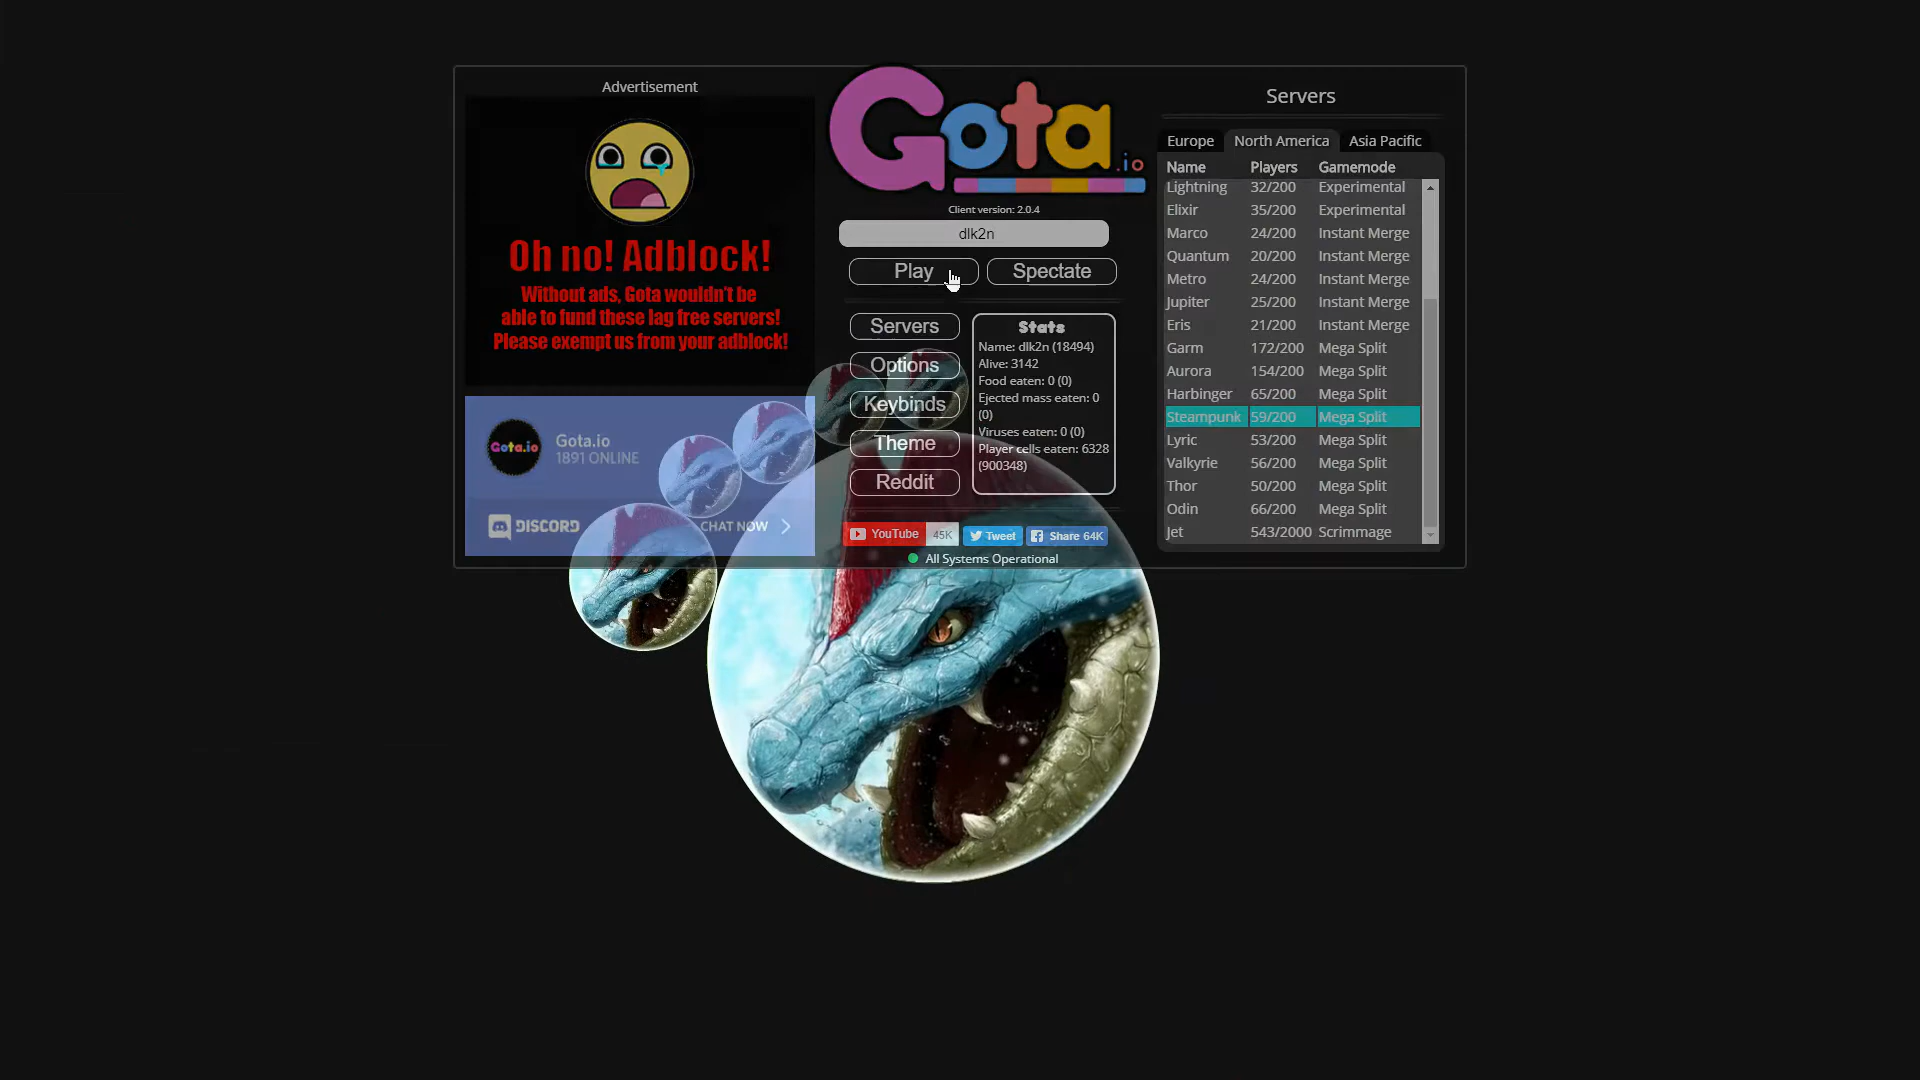 Advertisement
Oh no! Adblock!
Without ads, Gota wouldn't be
able to fund these lag free servers!
Please exempt us from your adblock!
Gota.io
Gota.io
1891 ONLINE
DISCORD
CHAT NOW
Gota.io
Client version: 2.0.4
dlk2n
Play Spectate
Servers
Options
Keybinds
Theme
Reddit
Stats
Name: dlk2n (18494)
Alive: 3142
Food eaten: 0 (0)
Ejected mass eaten: 0
(0)
Viruses eaten: 0 (0)
Player cells eaten: 6328
(900348)
YouTube 45K Tweet Share 64K
All Systems Operational
Servers
Europe North America Asia Pacific
Name Players Gamemode
Lightning 32/200 Experimental
Elixir 35/200 Experimental
Marco 24/200 Instant Merge
Quantum 20/200 Instant Merge
Metro 24/200 Instant Merge
Jupiter 25/200 Instant Merge
Eris 21/200 Instant Merge
Garm 172/200 Mega Split
Aurora 154/200 Mega Split
Harbinger 65/200 Mega Split
Steampunk 59/200 Mega Split
Lyric 53/200 Mega Split
Valkyrie 56/200 Mega Split
Thor 50/200 Mega Split
Odin 66/200 Mega Split
Jet 543/2000 Scrimmage